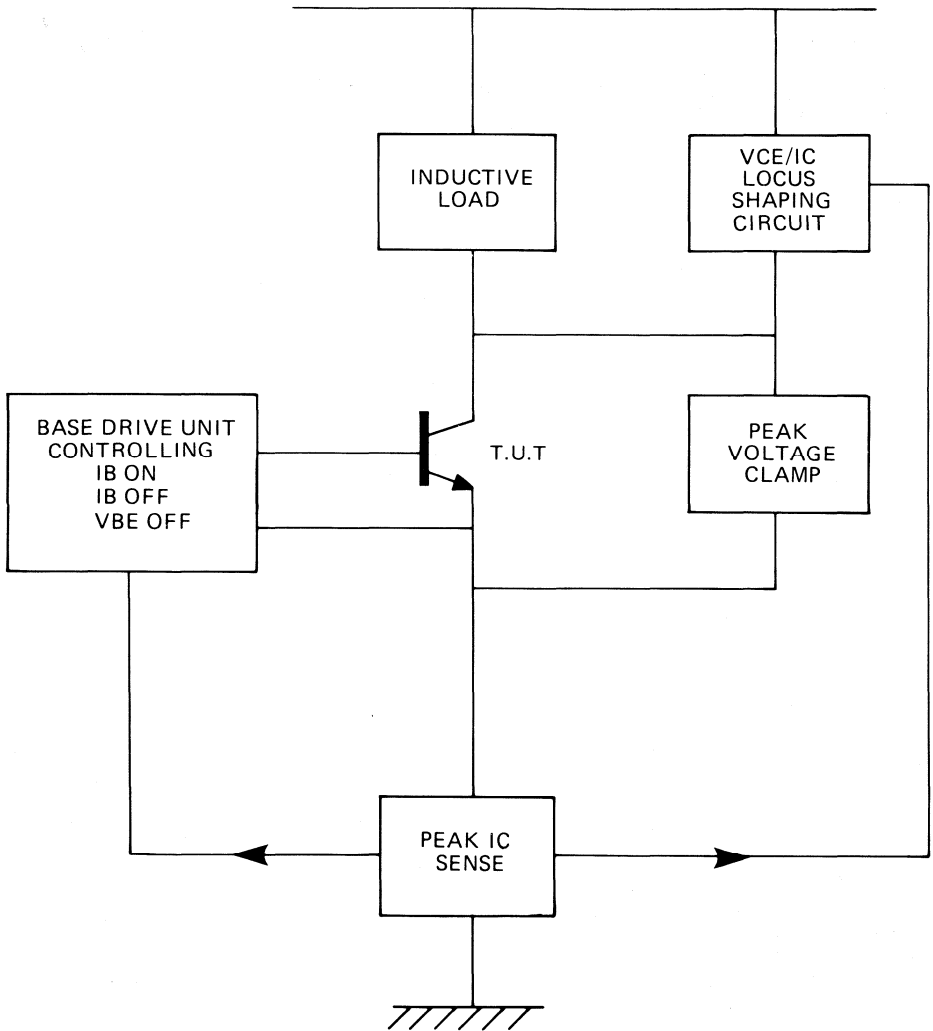 INDUCTIVE
LOAD
VCE/IC
LOCUS
SHAPING
CIRCUIT
BASE DRIVE UNIT
CONTROLLING
IB ON
IB OFF
VBE OFF
T.U.T
PEAK
VOLTAGE
CLAMP
PEAK IC
SENSE